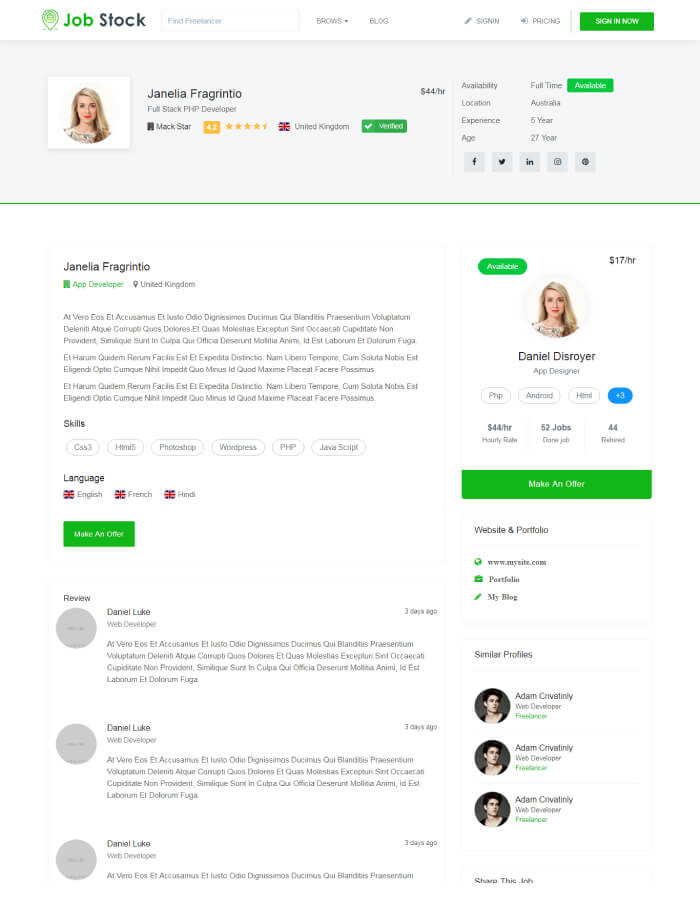 Job Stock
Find Freelancer
BROWS
BLOG
SIGNIN
PRICING
SIGN IN NOW
Janelia Fragrintio
$44/hr
Full Stack PHP Developer
Mack Star
4.2
United Kingdom
Verified
Availability
Full Time
Available
Location
Australia
Experience
5 Year
Age
27 Year
Janelia Fragrintio
App Developer
United Kingdom
At Vero Eos Et Accusamus Et Iusto Odio Dignissimos Ducimus Qui Blanditiis Praesentium Voluptatum
Deleniti Atque Corrupti Quos Dolores Et Quas Molestias Excepturi Sint Occaecati Cupiditate Non
Provident, Similique Sunt In Culpa Qui Officia Deserunt Mollitia Animi, Id Est Laborum Et Dolorum Fuga.
Et Harum Quidem Rerum Facilis Est Et Expedita Distinctio. Nam Libero Tempore, Cum Soluta Nobis Est
Eligendi Optio Cumque Nihil Impedit Quo Minus Id Quod Maxime Placeat Facere Possimus.
Et Harum Quidem Rerum Facilis Est Et Expedita Distinctio. Nam Libero Tempore, Cum Soluta Nobis Est
Eligendi Optio Cumque Nihil Impedit Quo Minus Id Quod Maxime Placeat Facere Possimus.
Skills
Css3
Html5
Photoshop
Wordpress
PHP
Java Script
Language
English
French
Hindi
Make An Offer
Review
Daniel Luke
3 days ago
Web Developer
At Vero Eos Et Accusamus Et Iusto Odio Dignissimos Ducimus Qui Blanditiis Praesentium
Voluptatum Deleniti Atque Corrupti Quos Dolores Et Quas Molestias Excepturi Sint Occaecati
Cupiditate Non Provident, Similique Sunt In Culpa Qui Officia Deserunt Mollitia Animi, Id Est
Laborum Et Dolorum Fuga.
Daniel Luke
3 days ago
Web Developer
At Vero Eos Et Accusamus Et Iusto Odio Dignissimos Ducimus Qui Blanditiis Praesentium
Voluptatum Deleniti Atque Corrupti Quos Dolores Et Quas Molestias Excepturi Sint Occaecati
Cupiditate Non Provident, Similique Sunt In Culpa Qui Officia Deserunt Mollitia Animi, Id Est
Laborum Et Dolorum Fuga.
Daniel Luke
3 days ago
Web Developer
At Vero Eos Et Accusamus Et Iusto Odio Dignissimos Ducimus Qui Blanditiis Praesentium
Available
$17/hr
Daniel Disroyer
App Designer
Php
Android
Html
+3
$44/hr
52 Jobs
44
Hourly Rate
Done job
Rehired
Make An Offer
Website & Portfolio
www.mysite.com
Portfolio
My Blog
Similar Profiles
Adam Crivatinly
Web Developer
Freelancer
Adam Crivatinly
Web Developer
Freelancer
Adam Crivatinly
Web Developer
Freelancer
Share This Job